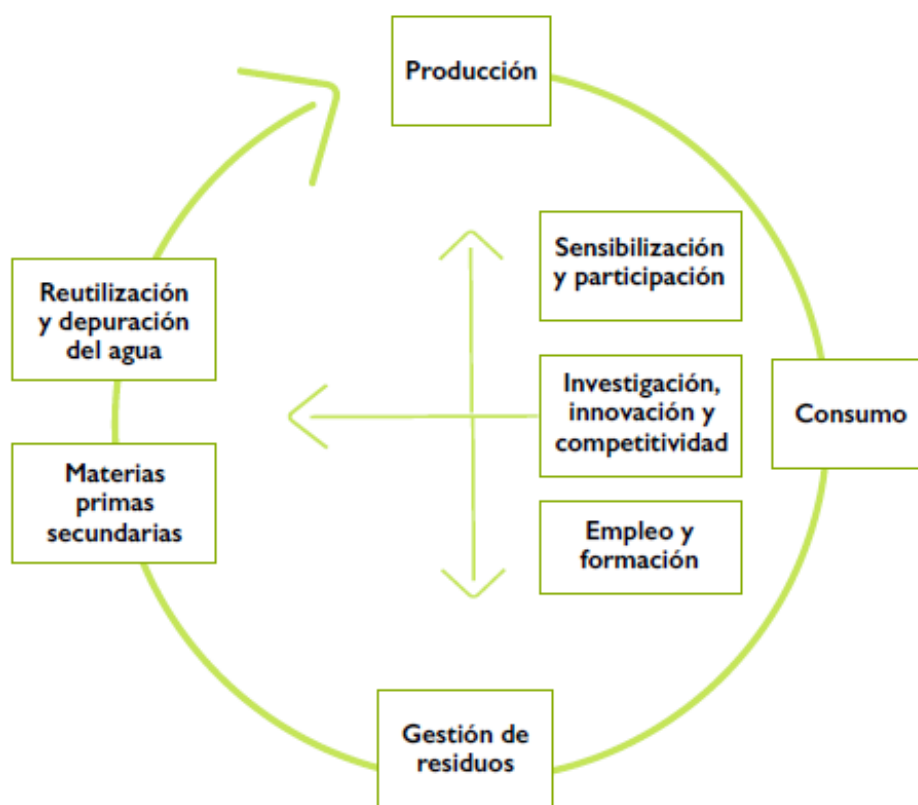 Producción
Sensibilización
y participación
Reutilización
y depuración
del agua
Investigación,
innovación y
competitividad
Consumo
Materias
primas
secundarias
Empleo y
formación
Gestión de
residuos